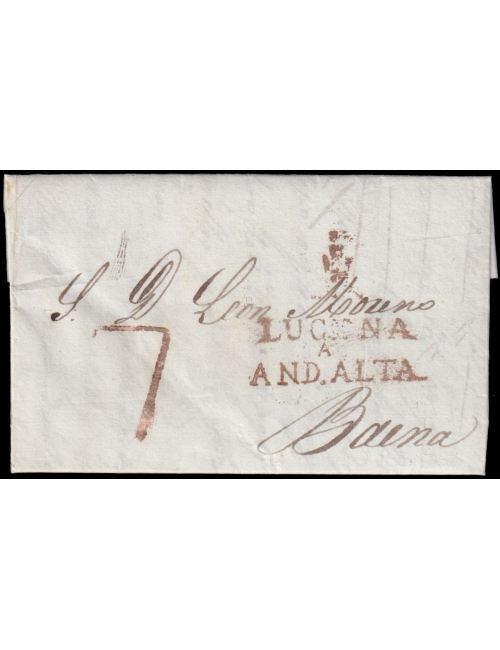 S. D. Leon Moreno
LUCENA
A
AND.ALTA
7
Baena